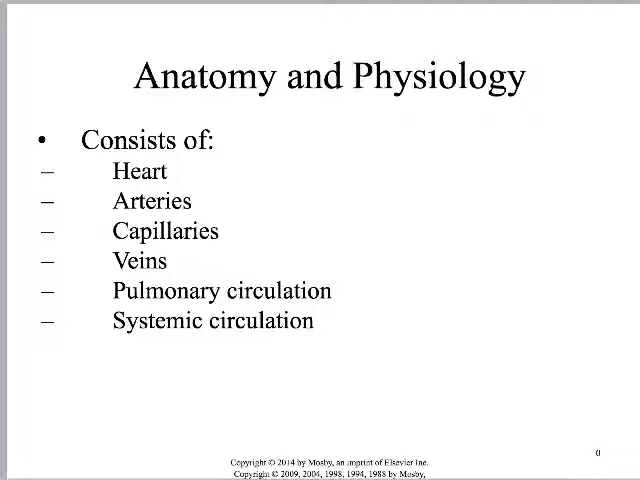 Anatomy and Physiology
• Consists of:
– Heart
– Arteries
– Capillaries
– Veins
– Pulmonary circulation
– Systemic circulation
0
Copyright © 2014 by Mosby, an imprint of Elsevier Inc.
Copyright © 2009, 2004, 1998, 1994, 1988 by Mosby,